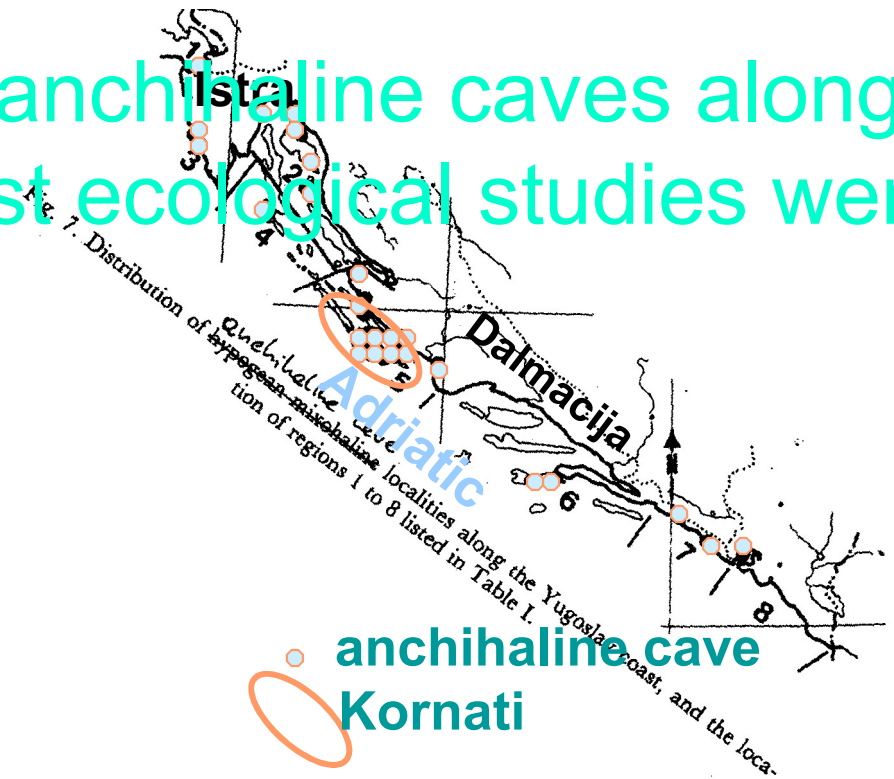 anchihaline caves along
st ecological studies wer
Istra
1
3
2
4
Fig. 7. Distribution of hypogean mixohaline localities along the Yugoslav coast, and the loca-
tion of regions 1 to 8 listed in Table I.
anchihaline cave
5
Adriatic
Dalmacija
6
7
8
anchihaline cave
Kornati